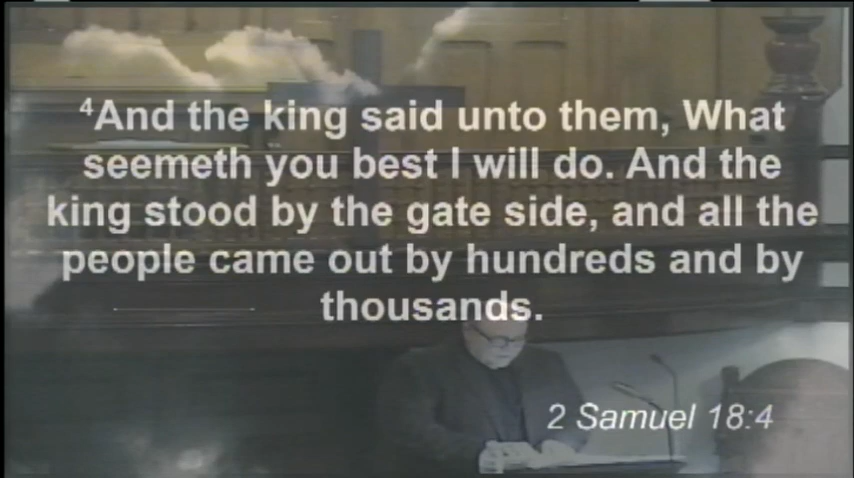 ⁴And the king said unto them, What
seemeth you best I will do. And the
king stood by the gate side, and all the
people came out by hundreds and by
thousands.
2 Samuel 18:4